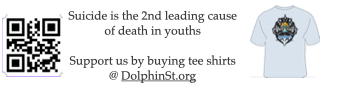 Suicide is the 2nd leading cause
of death in youths
Support us by buying tee shirts
@ DolphinSt.org